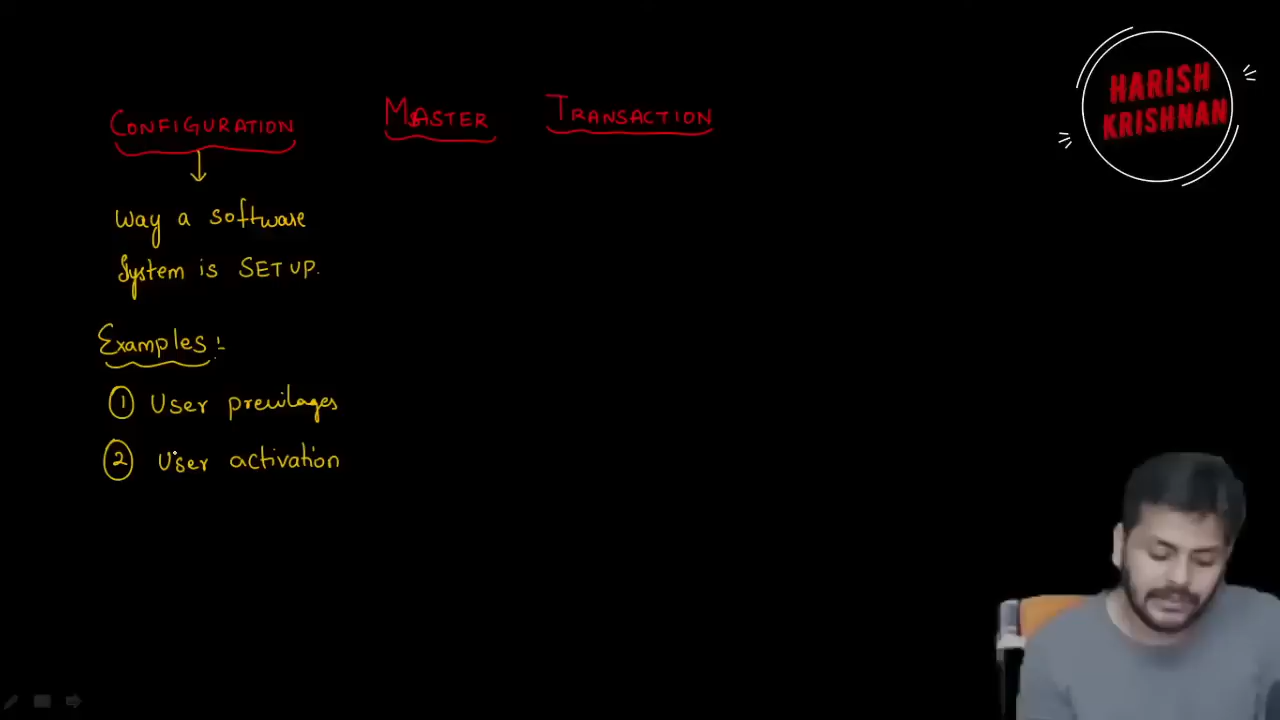 CONFIGURATION MASTER TRANSACTION
HARISH
KRISHNAN
Way a software
System is SETUP.
Examples :-
① User previlages
② User activation